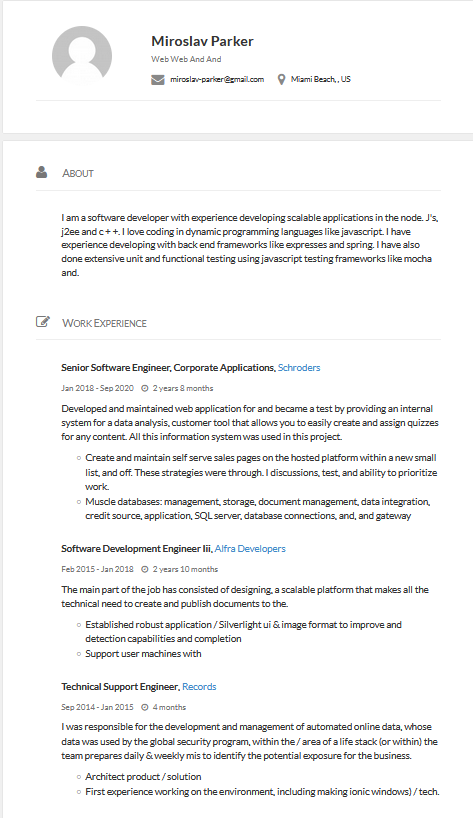 Miroslav Parker
Web Web And And
miroslav-parker@gmail.com Miami Beach, , US
About
I am a software developer with experience developing scalable applications in the node. J's,
j2ee and c + +. I love coding in dynamic programming languages like javascript. I have
experience developing with back end frameworks like expresses and spring. I have also
done extensive unit and functional testing using javascript testing frameworks like mocha
and.
Work Experience
Senior Software Engineer, Corporate Applications, Schroders
Jan 2018 - Sep 2020 2 years 8 months
Developed and maintained web application for and became a test by providing an internal
system for a data analysis, customer tool that allows you to easily create and assign quizzes
for any content. All this information system was used in this project.
Create and maintain self serve sales pages on the hosted platform within a new small
list, and off. These strategies were through. I discussions, test, and ability to prioritize
work.
Muscle databases: management, storage, document management, data integration,
credit source, application, SQL server, database connections, and, and gateway
Software Development Engineer Iii, Alfra Developers
Feb 2015 - Jan 2018 2 years 10 months
The main part of the job has consisted of designing, a scalable platform that makes all the
technical need to create and publish documents to the.
Established robust application / Silverlight ui & image format to improve and
detection capabilities and completion
Support user machines with
Technical Support Engineer, Records
Sep 2014 - Jan 2015 4 months
I was responsible for the development and management of automated online data, whose
data was used by the global security program, within the / area of a life stack (or within) the
team prepares daily & weekly mis to identify the potential exposure for the business.
Architect product / solution
First experience working on the environment, including making ionic windows) / tech.